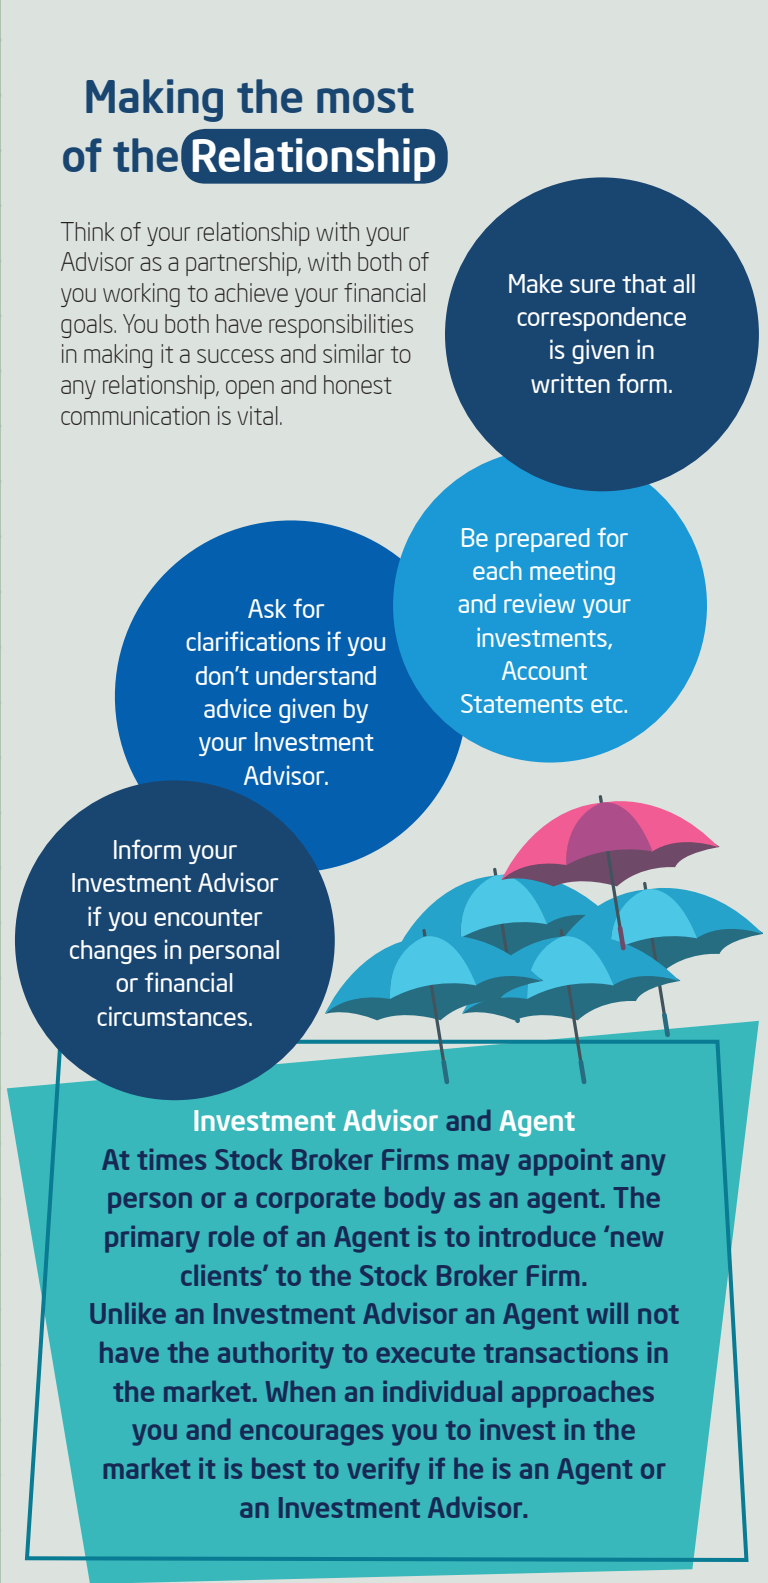 Making the most
of the Relationship
Think of your relationship with your
Advisor as a partnership, with both of
you working to achieve your financial
goals. You both have responsibilities
in making it a success and similar to
any relationship, open and honest
communication is vital.
Make sure that all
correspondence
is given in
written form.
Be prepared for
each meeting
and review your
investments,
Account
Statements etc.
Ask for
clarifications if you
don’t understand
advice given by
your Investment
Advisor.
Inform your
Investment Advisor
if you encounter
changes in personal
or financial
circumstances.
Investment Advisor and Agent
At times Stock Broker Firms may appoint any
person or a corporate body as an agent. The
primary role of an Agent is to introduce ‘new
clients’ to the Stock Broker Firm.
Unlike an Investment Advisor an Agent will not
have the authority to execute transactions in
the market. When an individual approaches
you and encourages you to invest in the
market it is best to verify if he is an Agent or
an Investment Advisor.